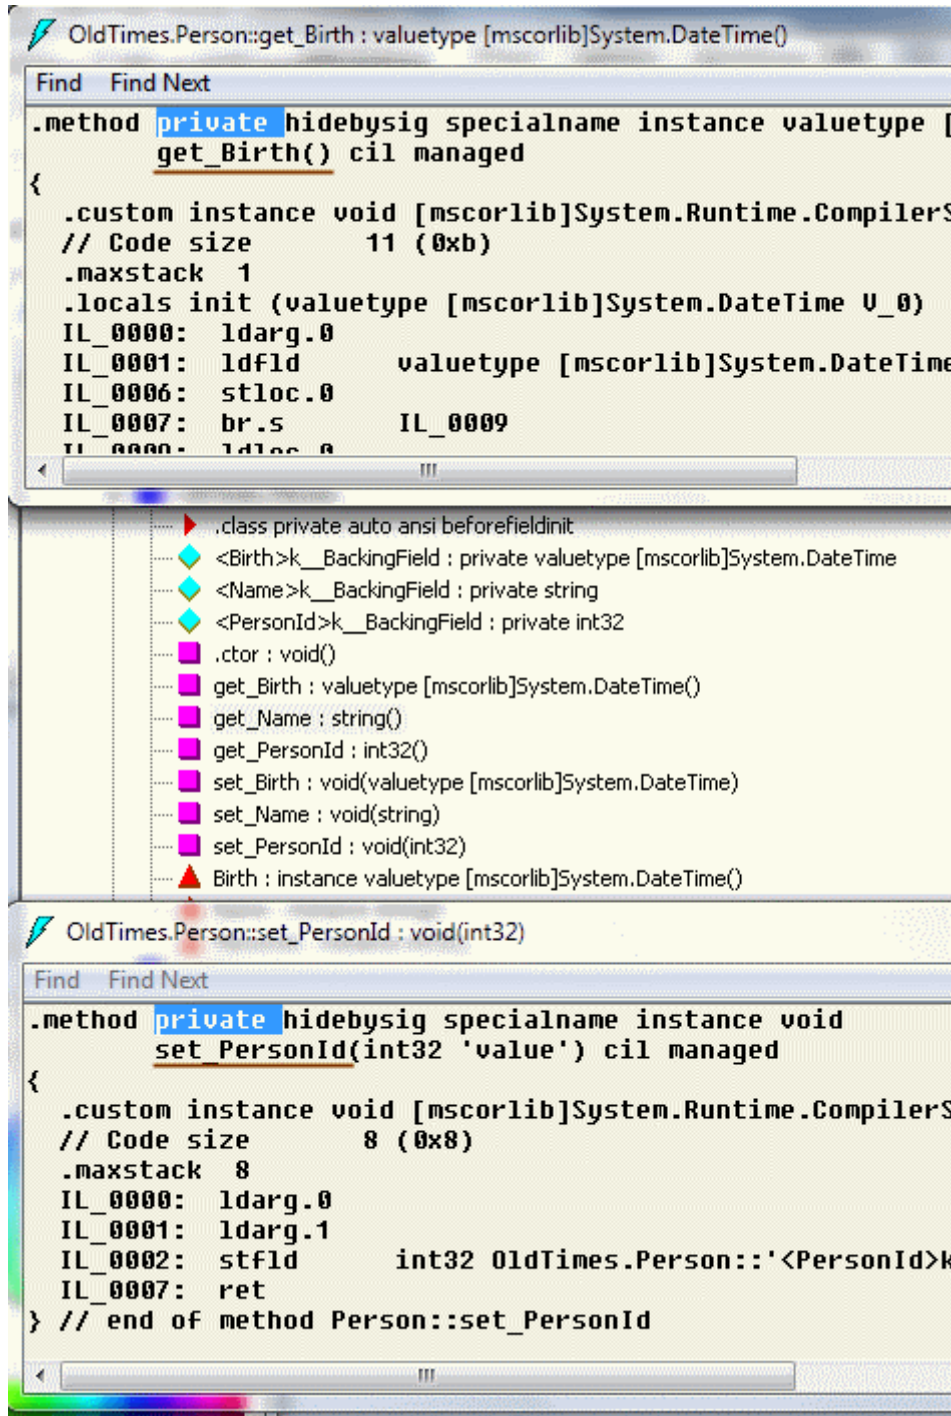 OldTimes.Person::get_Birth : valuetype [mscorlib]System.DateTime()
Find Find Next
.method private hidebysig specialname instance valuetype [
get_Birth() cil managed
{
.custom instance void [mscorlib]System.Runtime.CompilerS
// Code size 11 (0xb)
.maxstack 1
.locals init (valuetype [mscorlib]System.DateTime V_0)
IL_0000: ldarg.0
IL_0001: ldfld valuetype [mscorlib]System.DateTime
IL_0006: stloc.0
IL_0007: br.s IL_0009
IL_0009: ldloc.0
.class private auto ansi beforefieldinit
<Birth>k__BackingField : private valuetype [mscorlib]System.DateTime
<Name>k__BackingField : private string
<PersonId>k__BackingField : private int32
.ctor : void()
get_Birth : valuetype [mscorlib]System.DateTime()
get_Name : string()
get_PersonId : int32()
set_Birth : void(valuetype [mscorlib]System.DateTime)
set_Name : void(string)
set_PersonId : void(int32)
Birth : instance valuetype [mscorlib]System.DateTime()
OldTimes.Person::set_PersonId : void(int32)
Find Find Next
.method private hidebysig specialname instance void
set_PersonId(int32 'value') cil managed
{
.custom instance void [mscorlib]System.Runtime.CompilerS
// Code size 8 (0x8)
.maxstack 8
IL_0000: ldarg.0
IL_0001: ldarg.1
IL_0002: stfld int32 OldTimes.Person::'<PersonId>k
IL_0007: ret
} // end of method Person::set_PersonId